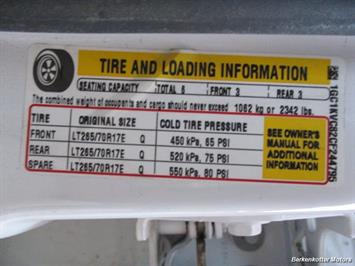 TIRE AND LOADING INFORMATION
SEATING CAPACITY TOTAL 6 FRONT 3 REAR 3
The combined weight of occupants and cargo should never exceed 1062 kg or 2342 lbs.
TIRE ORIGINAL SIZE COLD TIRE PRESSURE
FRONT LT265/70R17E Q 450 kPa, 65 PSI
REAR LT265/70R17E Q 520 kPa, 75 PSI
SPARE LT265/70R17E Q 550 kPa, 80 PSI
SEE OWNER'S
MANUAL FOR
ADDITIONAL
INFORMATION
Berkenkotter Motors